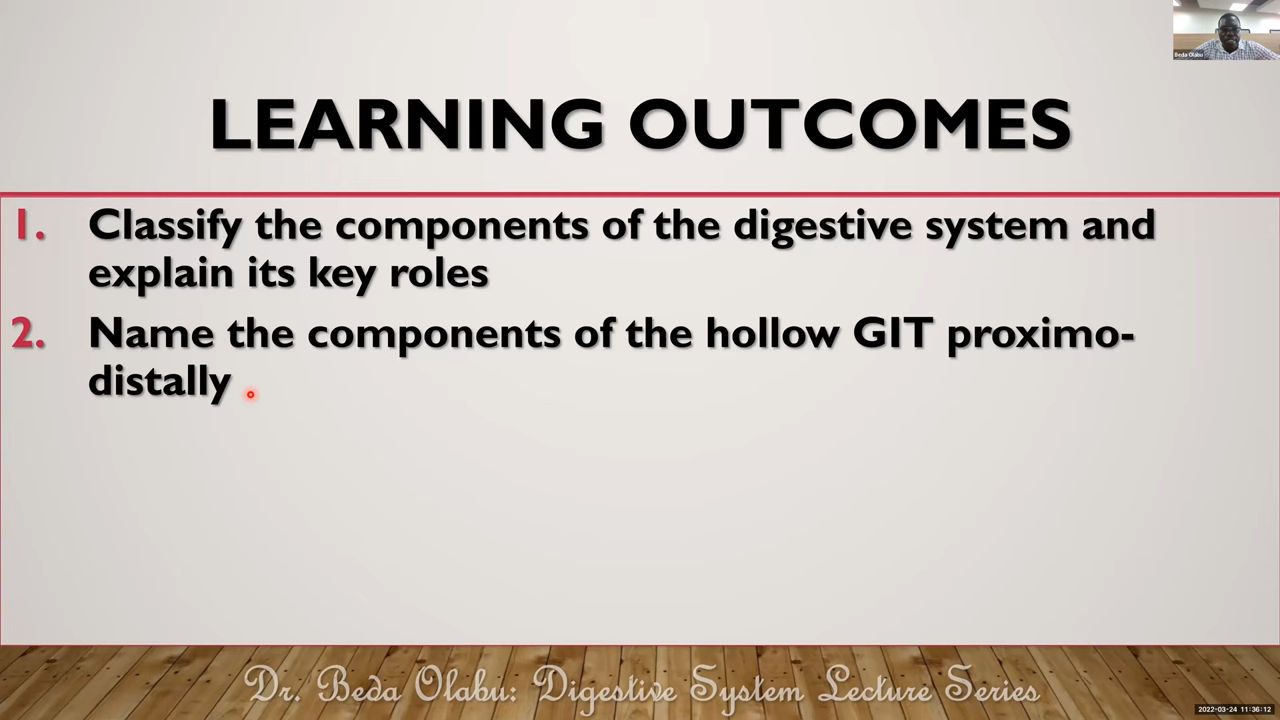 Beda Olabu
LEARNING OUTCOMES
1. Classify the components of the digestive system and
explain its key roles
2. Name the components of the hollow GIT proximo-
distally
Dr. Beda Olabu: Digestive System Lecture Series
2022-03-24 11:36:12